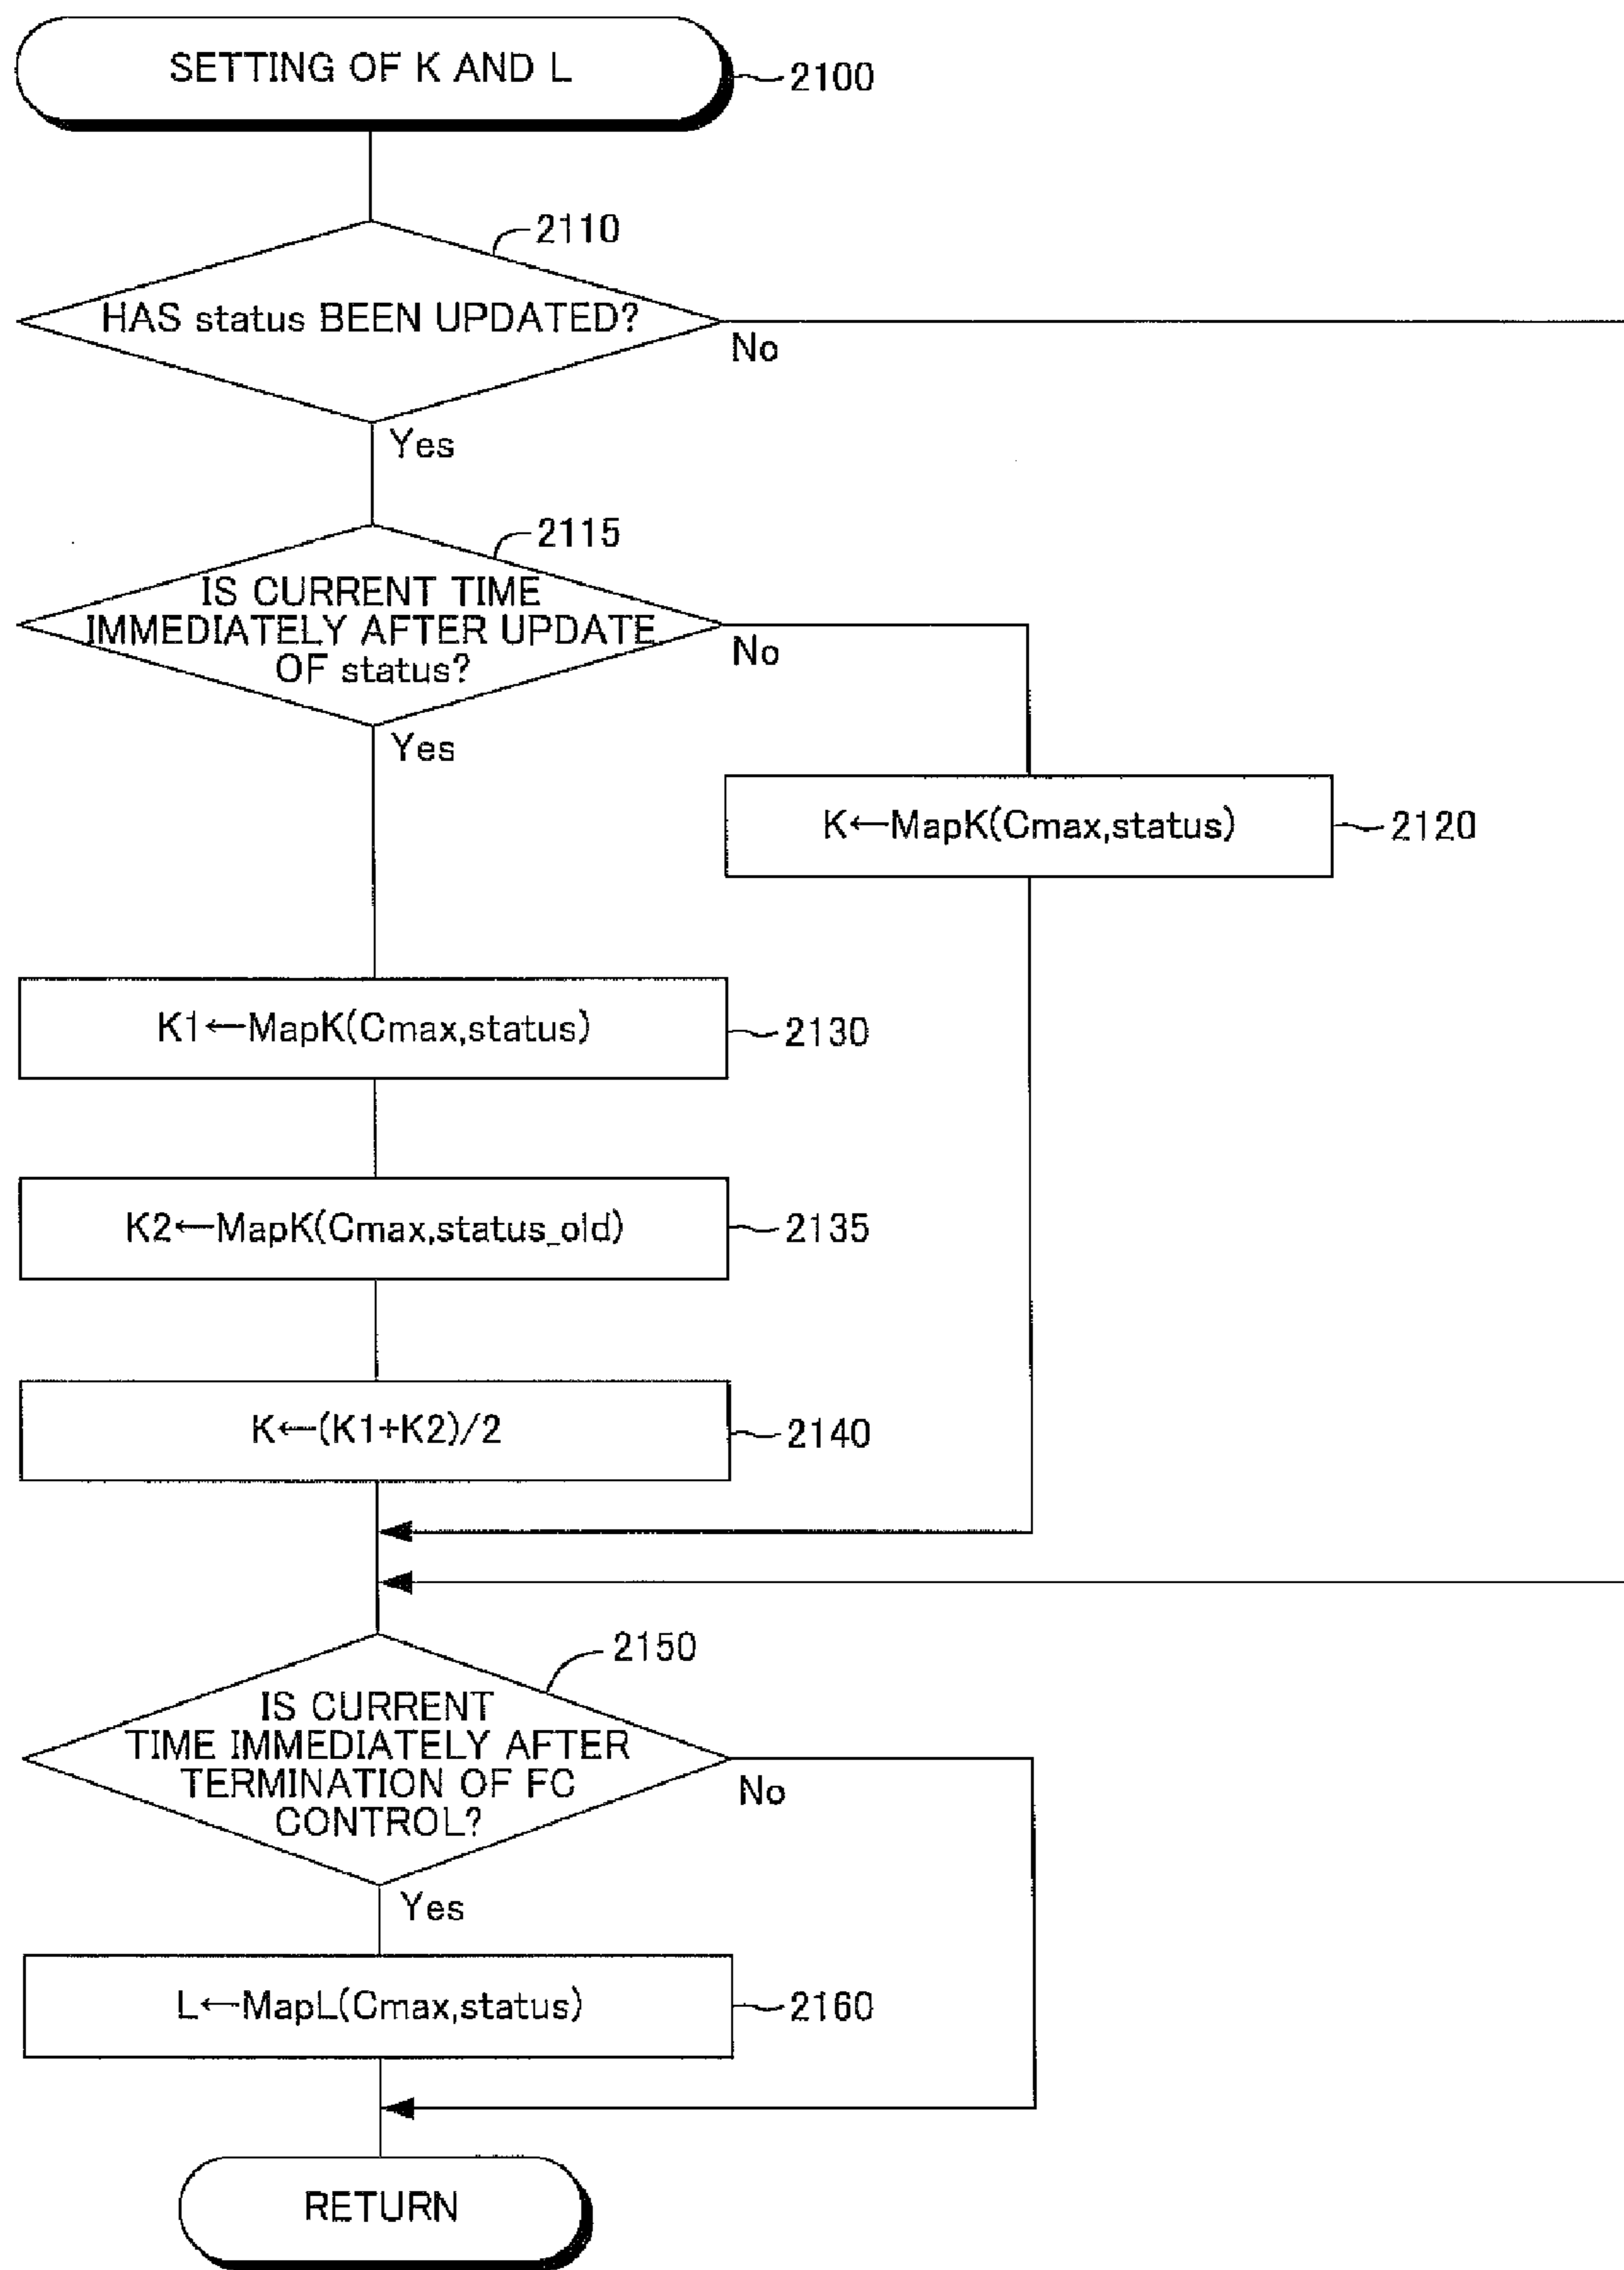 SETTING OF K AND L
2100
2110
HAS status BEEN UPDATED?
No
Yes
2115
IS CURRENT TIME
IMMEDIATELY AFTER UPDATE
OF status?
No
Yes
K←MapK(Cmax,status)
2120
K1←MapK(Cmax,status)
2130
K2←MapK(Cmax,status_old)
2135
K←(K1+K2)/2
2140
2150
IS CURRENT
TIME IMMEDIATELY AFTER
TERMINATION OF FC
CONTROL?
No
Yes
L←MapL(Cmax,status)
2160
RETURN